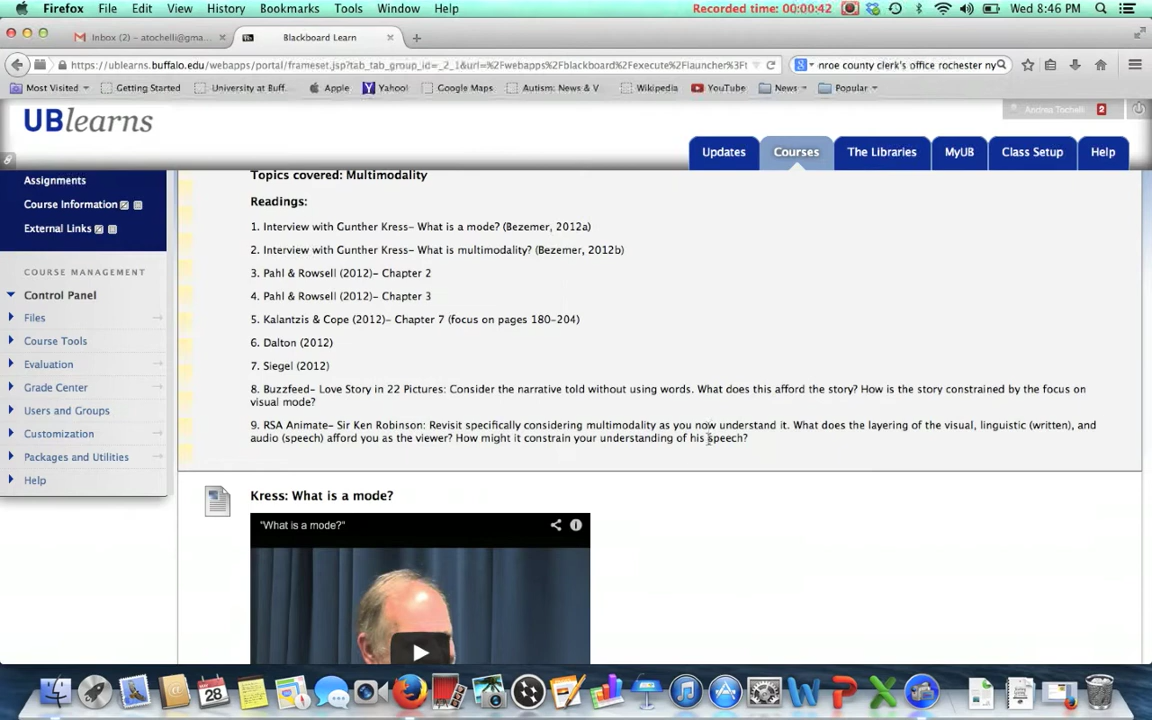 Firefox File Edit View History Bookmarks Tools Window Help Recorded time: 00:00:42 Wed 8:46 PM
Inbox (2) – atochelli@gma... Blackboard Learn
https://ublearns.buffalo.edu/webapps/portal/frameset.jsp?tab_tab_group_id=_2_1&url=%2Fwebapps%2Fblackboard%2Fexecute%2Flauncher%3Ft nroe county clerk's office rochester ny
Most Visited Getting Started University at Buff... Apple Yahoo! Google Maps Autism: News & V Wikipedia YouTube News Popular
UBlearns
Andrea Tochelli 2
Updates Courses The Libraries MyUB Class Setup Help
Assignments
Course Information
External Links
COURSE MANAGEMENT
Control Panel
Files
Course Tools
Evaluation
Grade Center
Users and Groups
Customization
Packages and Utilities
Help
Topics covered: Multimodality
Readings:
1. Interview with Gunther Kress– What is a mode? (Bezemer, 2012a)
2. Interview with Gunther Kress– What is multimodality? (Bezemer, 2012b)
3. Pahl & Rowsell (2012)– Chapter 2
4. Pahl & Rowsell (2012)– Chapter 3
5. Kalantzis & Cope (2012)– Chapter 7 (focus on pages 180–204)
6. Dalton (2012)
7. Siegel (2012)
8. Buzzfeed– Love Story in 22 Pictures: Consider the narrative told without using words. What does this afford the story? How is the story constrained by the focus on
visual mode?
9. RSA Animate– Sir Ken Robinson: Revisit specifically considering multimodality as you now understand it. What does the layering of the visual, linguistic (written), and
audio (speech) afford you as the viewer? How might it constrain your understanding of his speech?
Kress: What is a mode?
"What is a mode?"